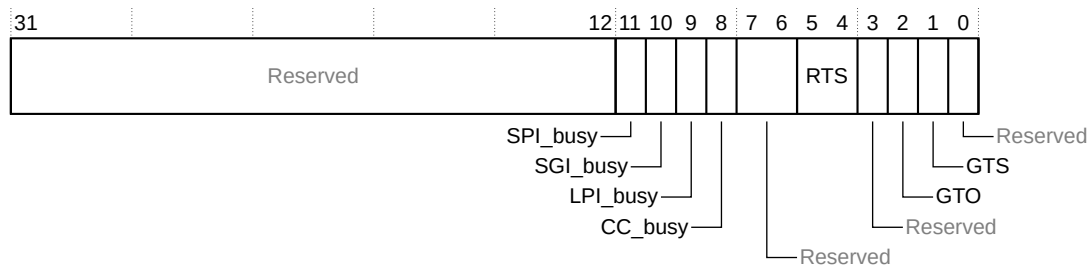 31 12 11 10 9 8 7 6 5 4 3 2 1 0
Reserved RTS
SPI_busy Reserved
SGI_busy GTS
LPI_busy GTO
CC_busy Reserved
Reserved